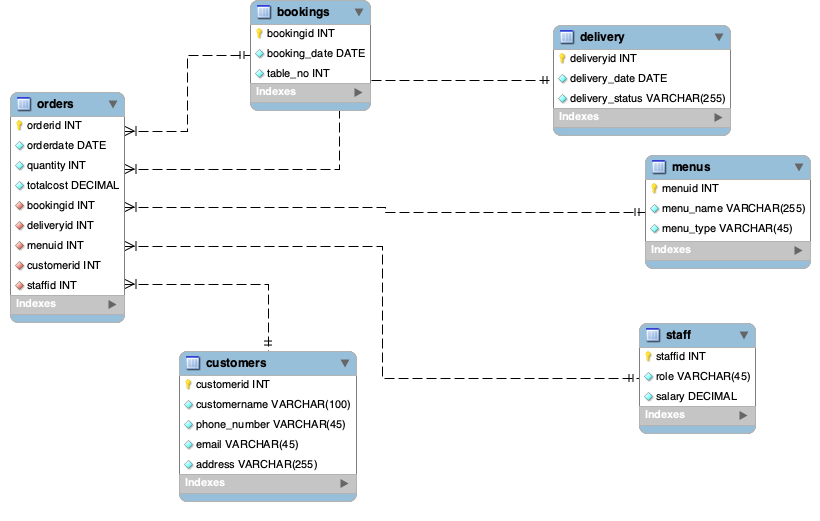 bookings
bookingid INT
booking_date DATE
table_no INT
Indexes
delivery
deliveryid INT
delivery_date DATE
delivery_status VARCHAR(255)
Indexes
orders
orderid INT
orderdate DATE
quantity INT
totalcost DECIMAL
bookingid INT
deliveryid INT
menuid INT
customerid INT
staffid INT
Indexes
menus
menuid INT
menu_name VARCHAR(255)
menu_type VARCHAR(45)
Indexes
customers
customerid INT
customername VARCHAR(100)
phone_number VARCHAR(45)
email VARCHAR(45)
address VARCHAR(255)
Indexes
staff
staffid INT
role VARCHAR(45)
salary DECIMAL
Indexes